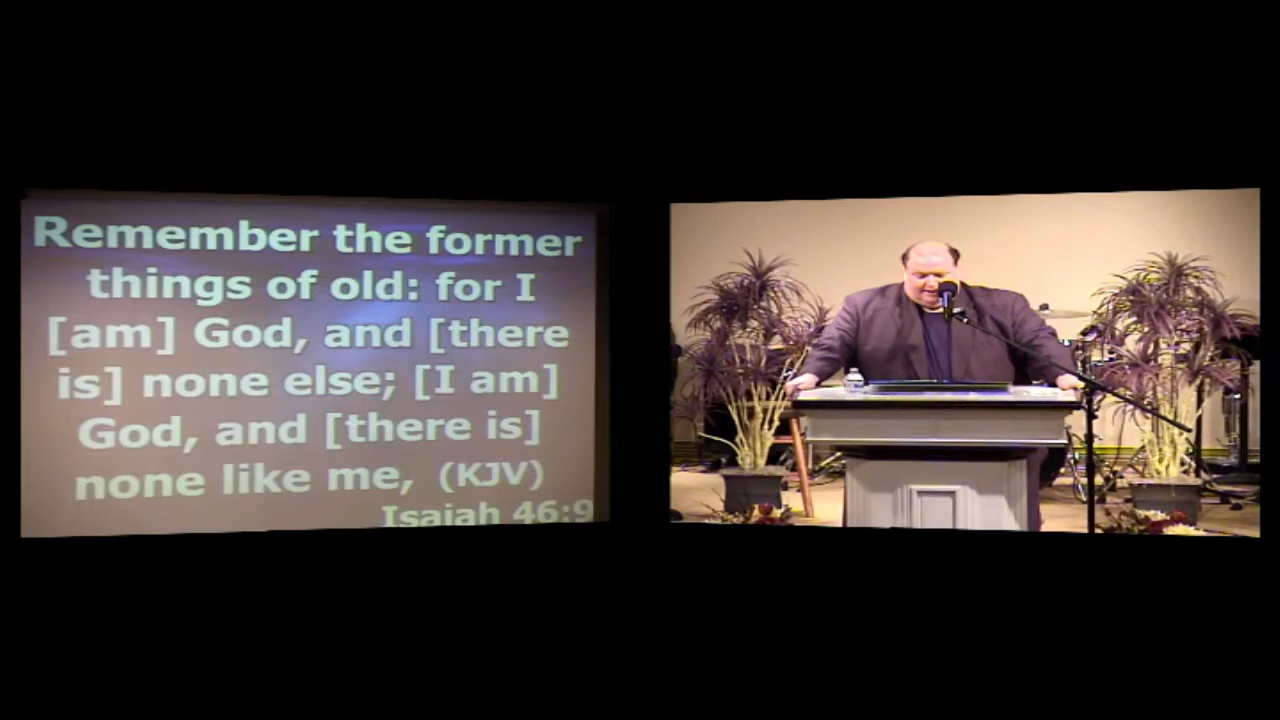 Remember the former
things of old: for I
[am] God, and [there
is] none else; [I am]
God, and [there is]
none like me, (KJV)
Isaiah 46:9